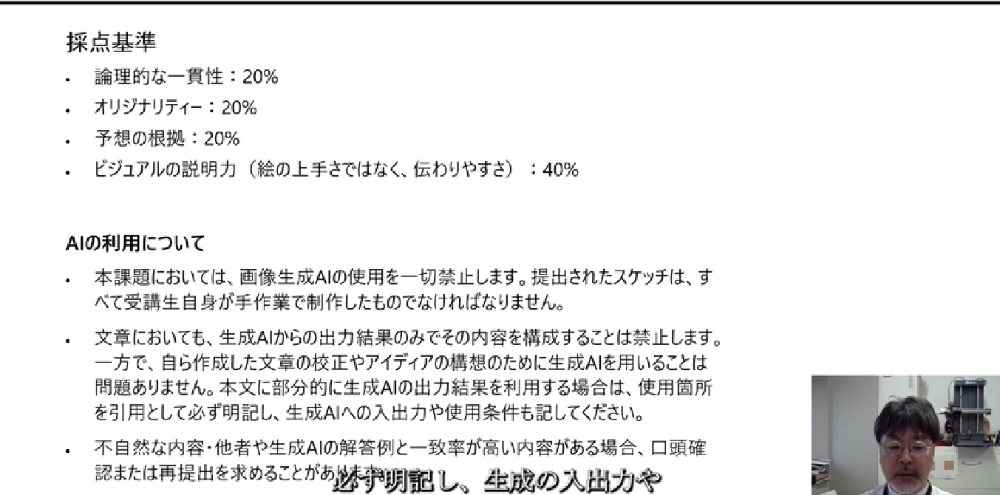 採点基準
• 論理的な一貫性：20%
• オリジナリティー：20%
• 予想の根拠：20%
• ビジュアルの説明力（絵の上手さではなく、伝わりやすさ）：40%
AIの利用について
• 本課題においては、画像生成AIの使用を一切禁止します。提出されたスケッチは、す
べて受講生自身が手作業で制作したものでなければなりません。
• 文章においても、生成AIからの出力結果のみでその内容を構成することは禁止します。
一方で、自ら作成した文章の校正やアイディアの構想のために生成AIを用いることは
問題ありません。本文に部分的に生成AIの出力結果を利用する場合は、使用箇所
を引用として必ず明記し、生成AIへの入出力や使用条件も記してください。
• 不自然な内容・他者や生成AIの解答例と一致率が高い内容がある場合、口頭確
認または再提出を求めることがあります。
必ず明記し、生成の入出力や